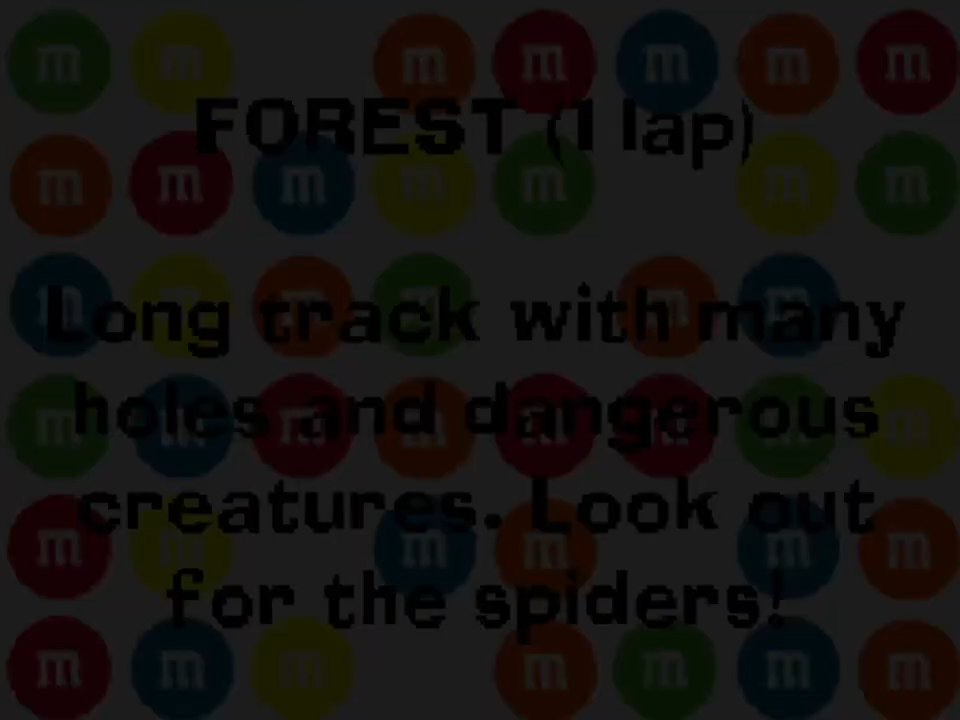 m m m m m m m
FOREST (1 lap)
m m m m m m m
m m m m m m
Long track with many
m m m m m m m m
holes and dangerous
creatures. Look out
m m m m m m
for the spiders!
m m m m m m m